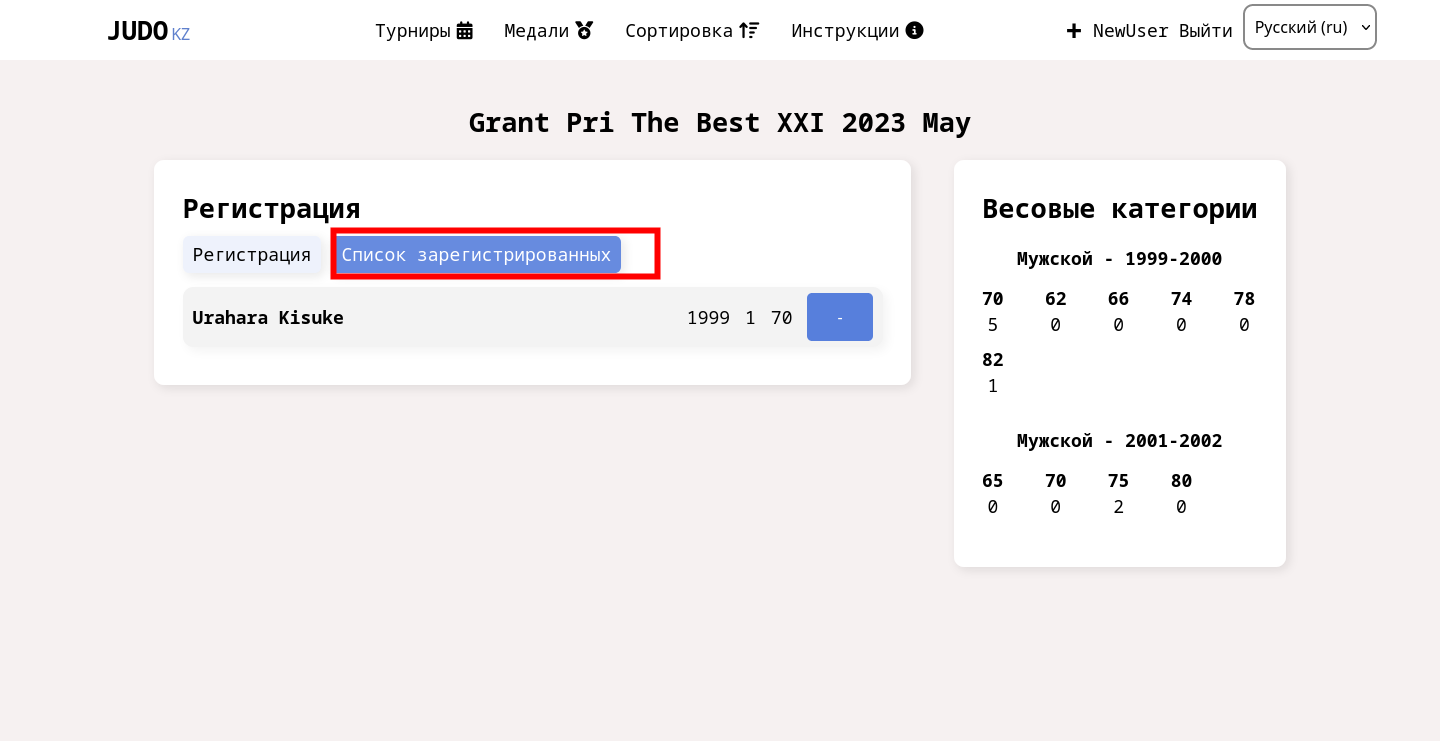 JUDO KZ Турниры Медали Сортировка Инструкции + NewUser Выйти Русский (ru)
Grant Pri The Best XXI 2023 May
Регистрация
Регистрация Список зарегистрированных
Urahara Kisuke 1999 1 70 -
Весовые категории
Мужской - 1999-2000
70 62 66 74 78
5 0 0 0 0
82
1
Мужской - 2001-2002
65 70 75 80
0 0 2 0